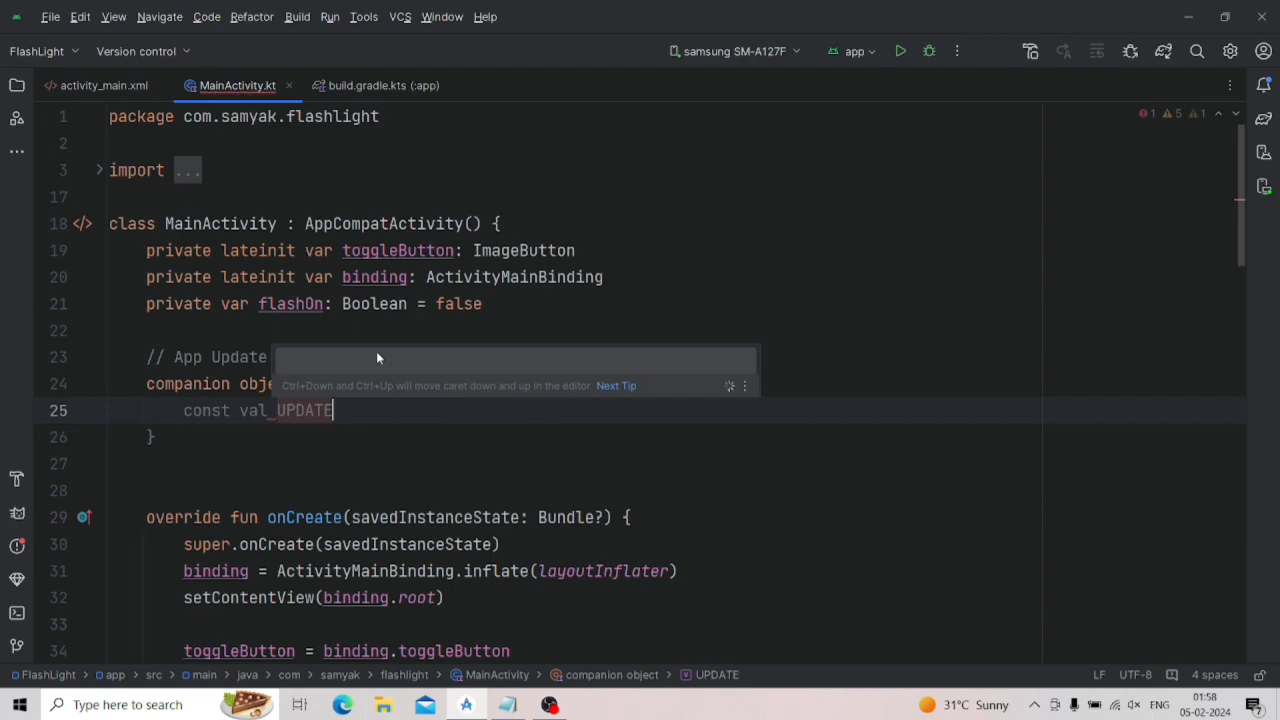 File Edit View Navigate Code Refactor Build Run Tools VCS Window Help
FlashLight Version control samsung SM-A127F app
activity_main.xml MainActivity.kt build.gradle.kts (:app)
1 package com.samyak.flashlight 1 5 1
2
3 import ...
17
18 class MainActivity : AppCompatActivity() {
19 private lateinit var toggleButton: ImageButton
20 private lateinit var binding: ActivityMainBinding
21 private var flashOn: Boolean = false
22
23 // App Update
24 companion obje
Ctrl+Down and Ctrl+Up will move caret down and up in the editor Next Tip
25 const val UPDATE
26 }
27
28
29 override fun onCreate(savedInstanceState: Bundle?) {
30 super.onCreate(savedInstanceState)
31 binding = ActivityMainBinding.inflate(layoutInflater)
32 setContentView(binding.root)
33
34 toggleButton = binding.toggleButton
FlashLight > app > src > main > java > com > samyak > flashlight > MainActivity > companion object > UPDATE LF UTF-8 4 spaces
Type here to search 31°C Sunny ENG 01:58
05-02-2024 7